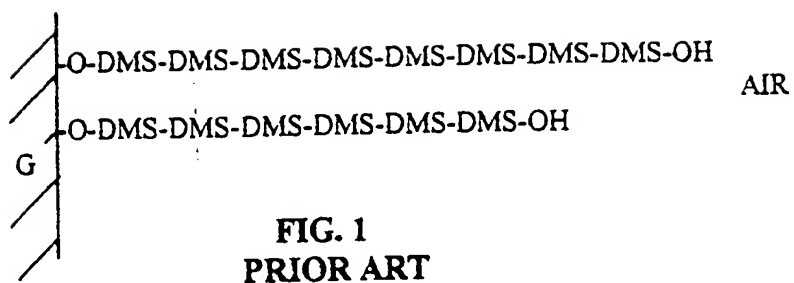 -O-DMS-DMS-DMS-DMS-DMS-DMS-DMS-DMS-OH
AIR
-O-DMS-DMS-DMS-DMS-DMS-DMS-OH
G
FIG. 1
PRIOR ART